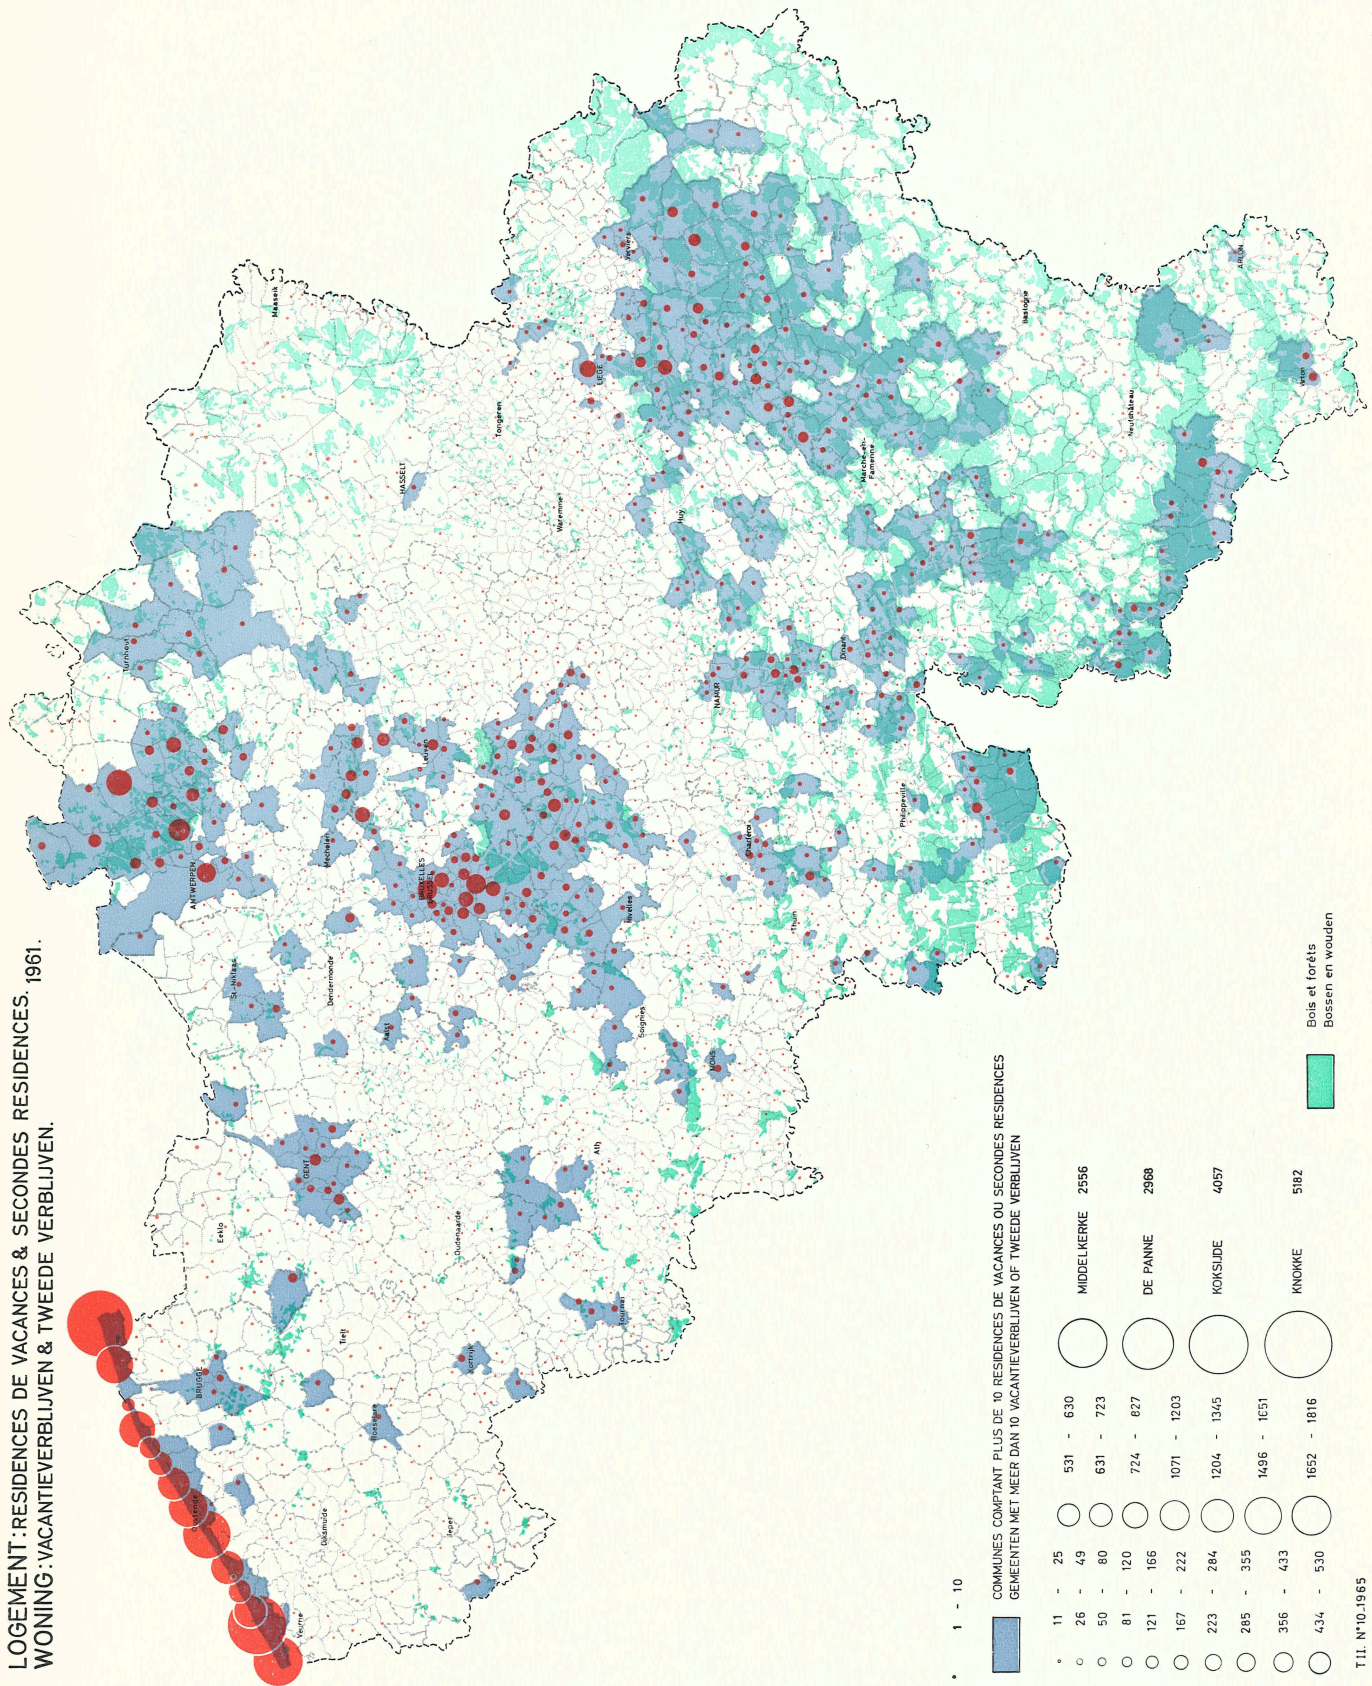 LOGEMENT: RESIDENCES DE VACANCES & SECONDES RESIDENCES.
WONING: VACANTIEVERBLIJVEN & TWEEDE VERBLIJVEN.
1961.
Maaseik
Turnhout
HASSELT
Tongeren
LIEGE
Verviers
ANTWERPEN
Mechelen
Leuven
Waremme
Huy
St-Niklaas
Dendermonde
BRUXELLES
BRUSSEL
NAMUR
Dinant
Marche-en-
Famenne
Bastogne
Neufchâteau
ARLON
Virton
Eeklo
GENT
Aalst
Nivelles
Charleroi
Philippeville
Thuin
Soignies
MONS
BRUGGE
Tielt
Oudenaarde
Ath
Oostende
Roeselare
Kortrijk
Tournai
Veurne
Diksmuide
Ieper
1 - 10
COMMUNES COMPTANT PLUS DE 10 RESIDENCES DE VACANCES OU SECONDES RESIDENCES
GEMEENTEN MET MEER DAN 10 VACANTIEVERBLIJVEN OF TWEEDE VERBLIJVEN
11 - 25
26 - 49
50 - 80
81 - 120
121 - 166
167 - 222
223 - 284
285 - 355
356 - 433
434 - 530
531 - 630
631 - 723
724 - 827
1071 - 1203
1204 - 1345
1496 - 1651
1652 - 1816
MIDDELKERKE 2556
DE PANNE 2968
KOKSIJDE 4057
KNOKKE 5182
Bois et forêts
Bossen en wouden
T II. N°10.1965